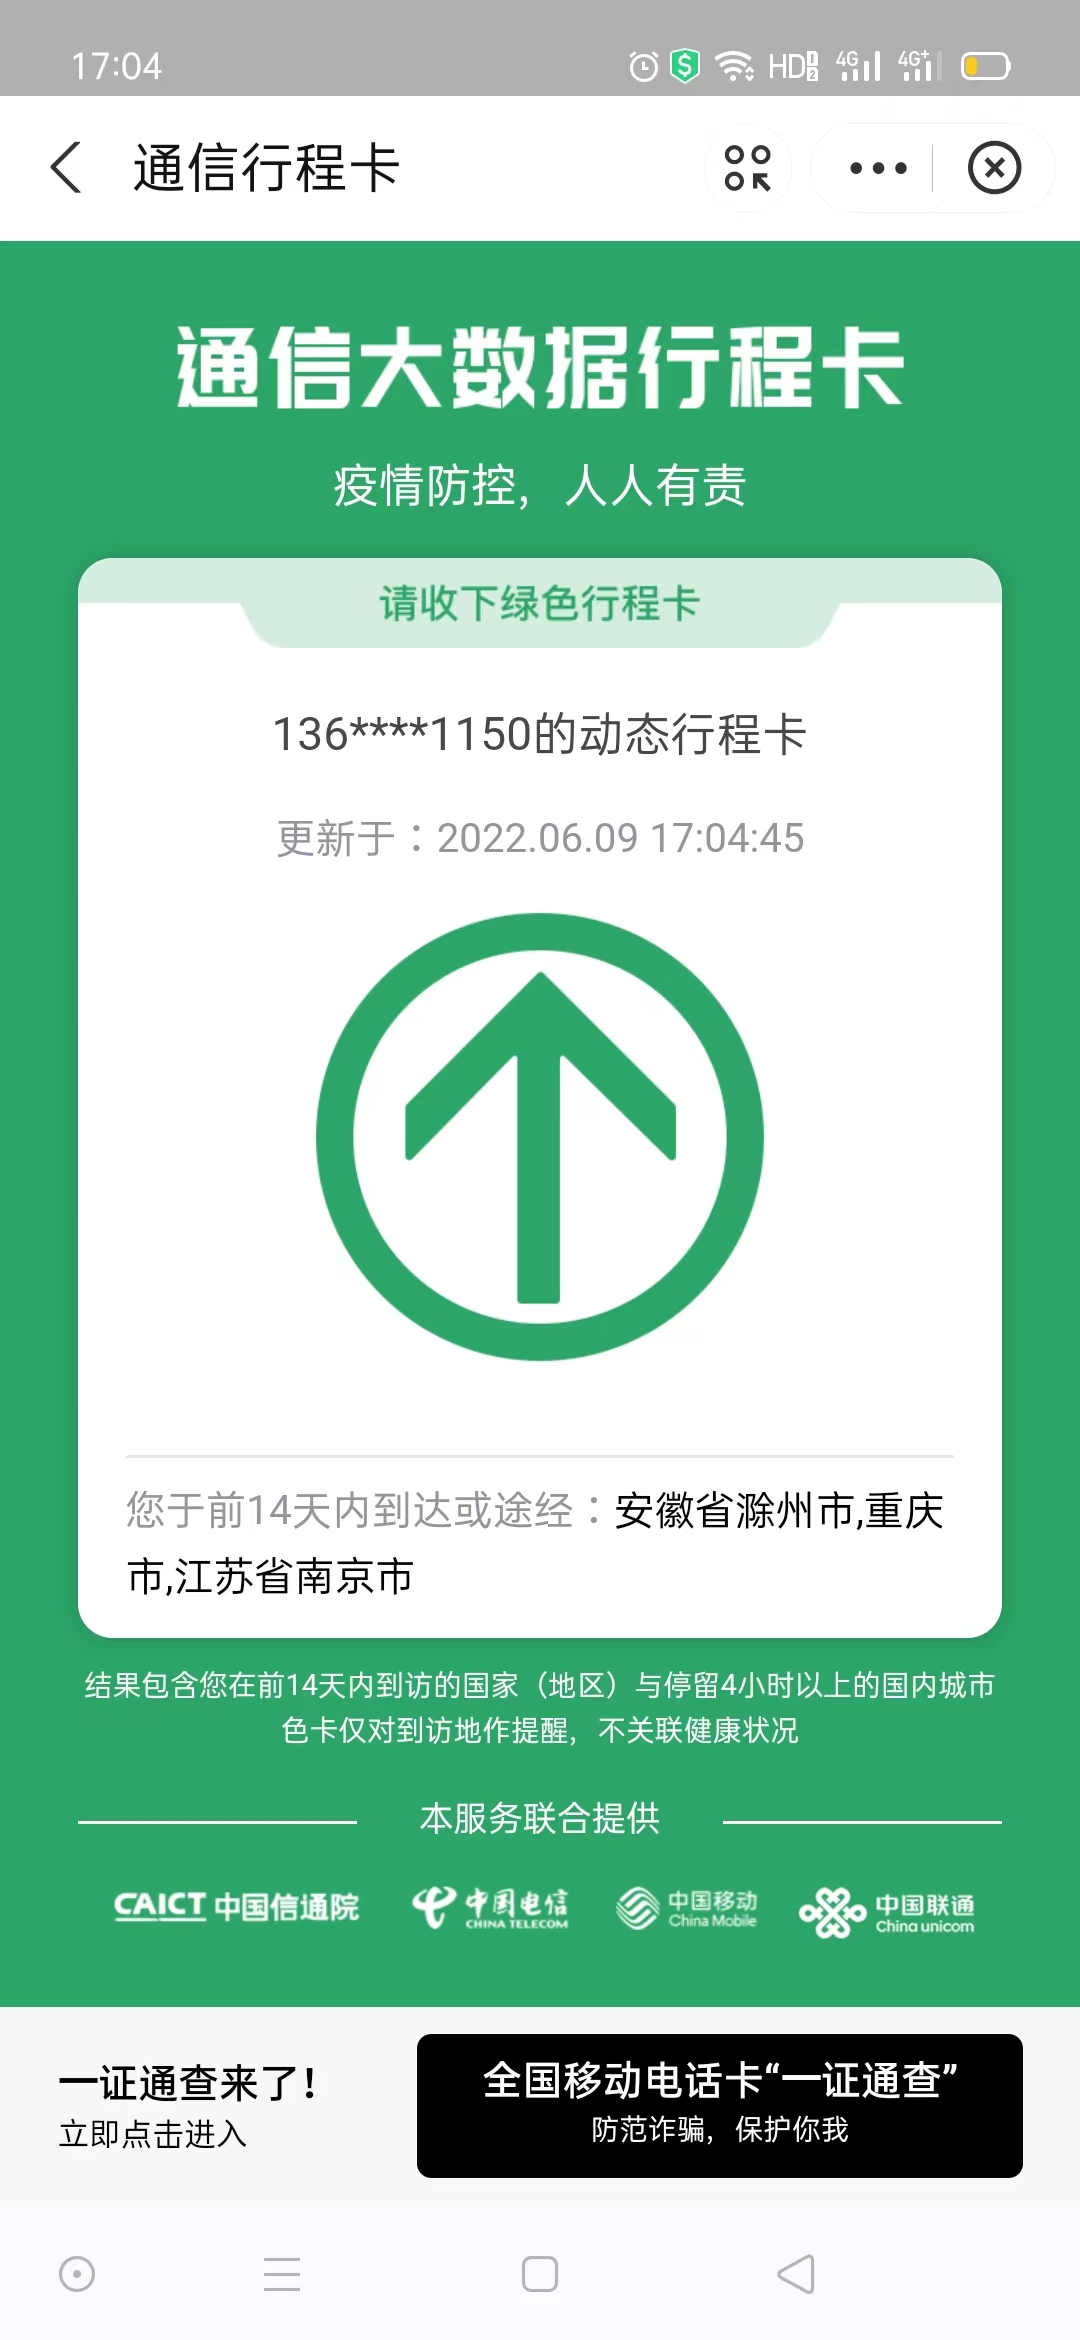 17:04
HD 4G 4G+
通信行程卡
通信大数据行程卡
疫情防控，人人有责
请收下绿色行程卡
136****1150的动态行程卡
更新于：2022.06.09 17:04:45
您于前14天内到达或途经：安徽省滁州市,重庆
市,江苏省南京市
结果包含您在前14天内到访的国家（地区）与停留4小时以上的国内城市
色卡仅对到访地作提醒，不关联健康状况
本服务联合提供
CAICT 中国信通院
中国电信
CHINA TELECOM
中国移动
China Mobile
中国联通
China unicom
一证通查来了！
立即点击进入
全国移动电话卡“一证通查”
防范诈骗，保护你我